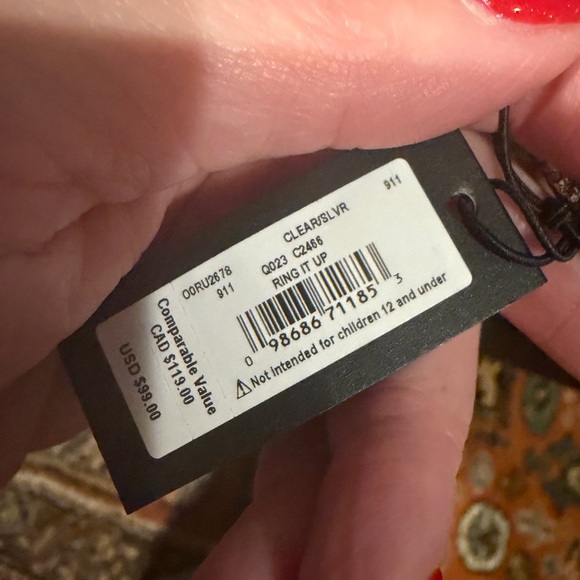 911
CLEAR/SLVR
Q023 C2466
RING IT UP
O0RU2678
911
0 98686 71185 3
⚠Not intended for children 12 and under
Comparable Value
CAD $119.00
USD $99.00